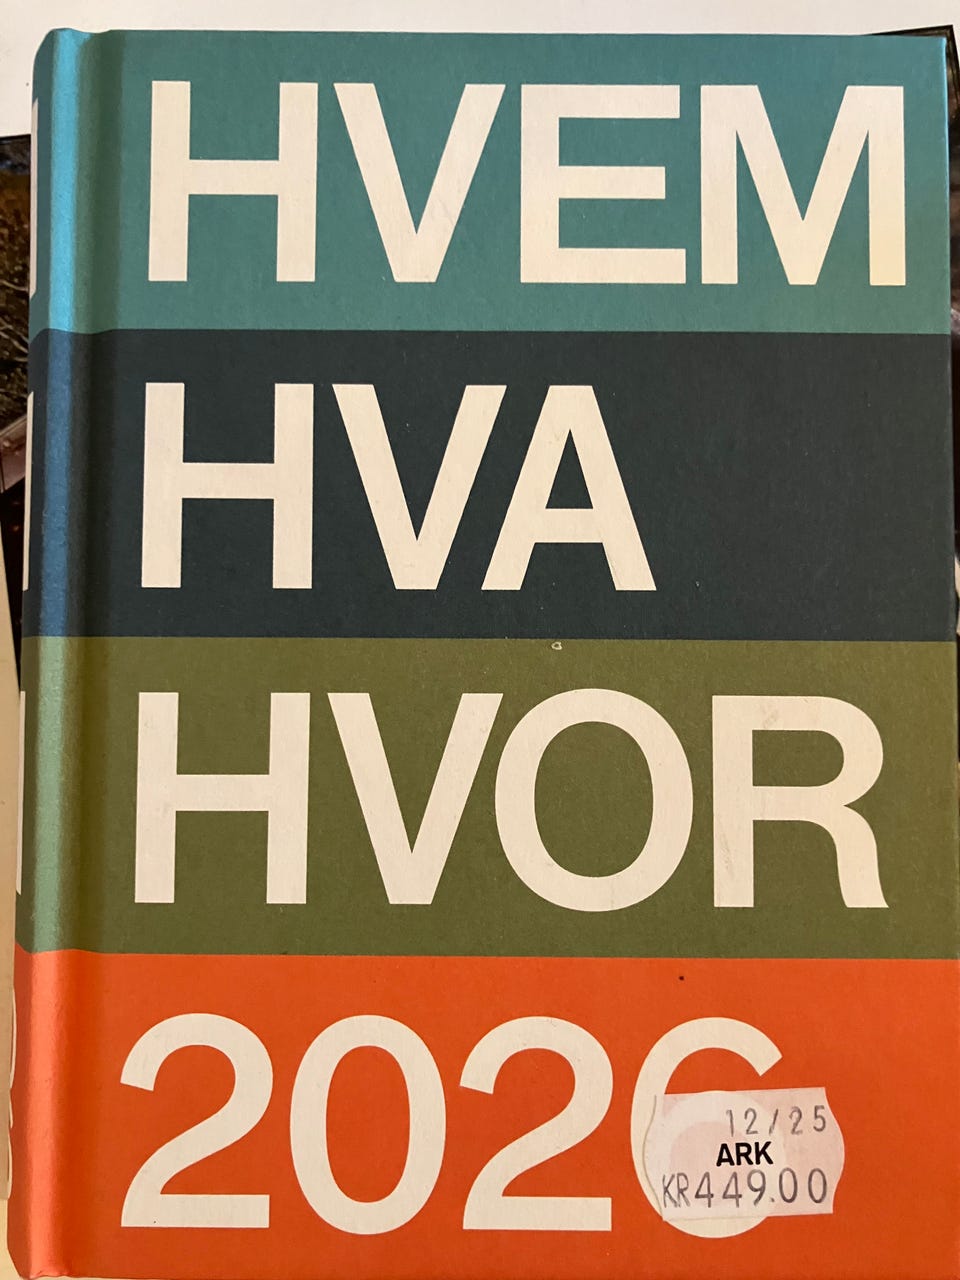 HVEM
HVA
HVOR
2026
12/25
ARK
KR449.00